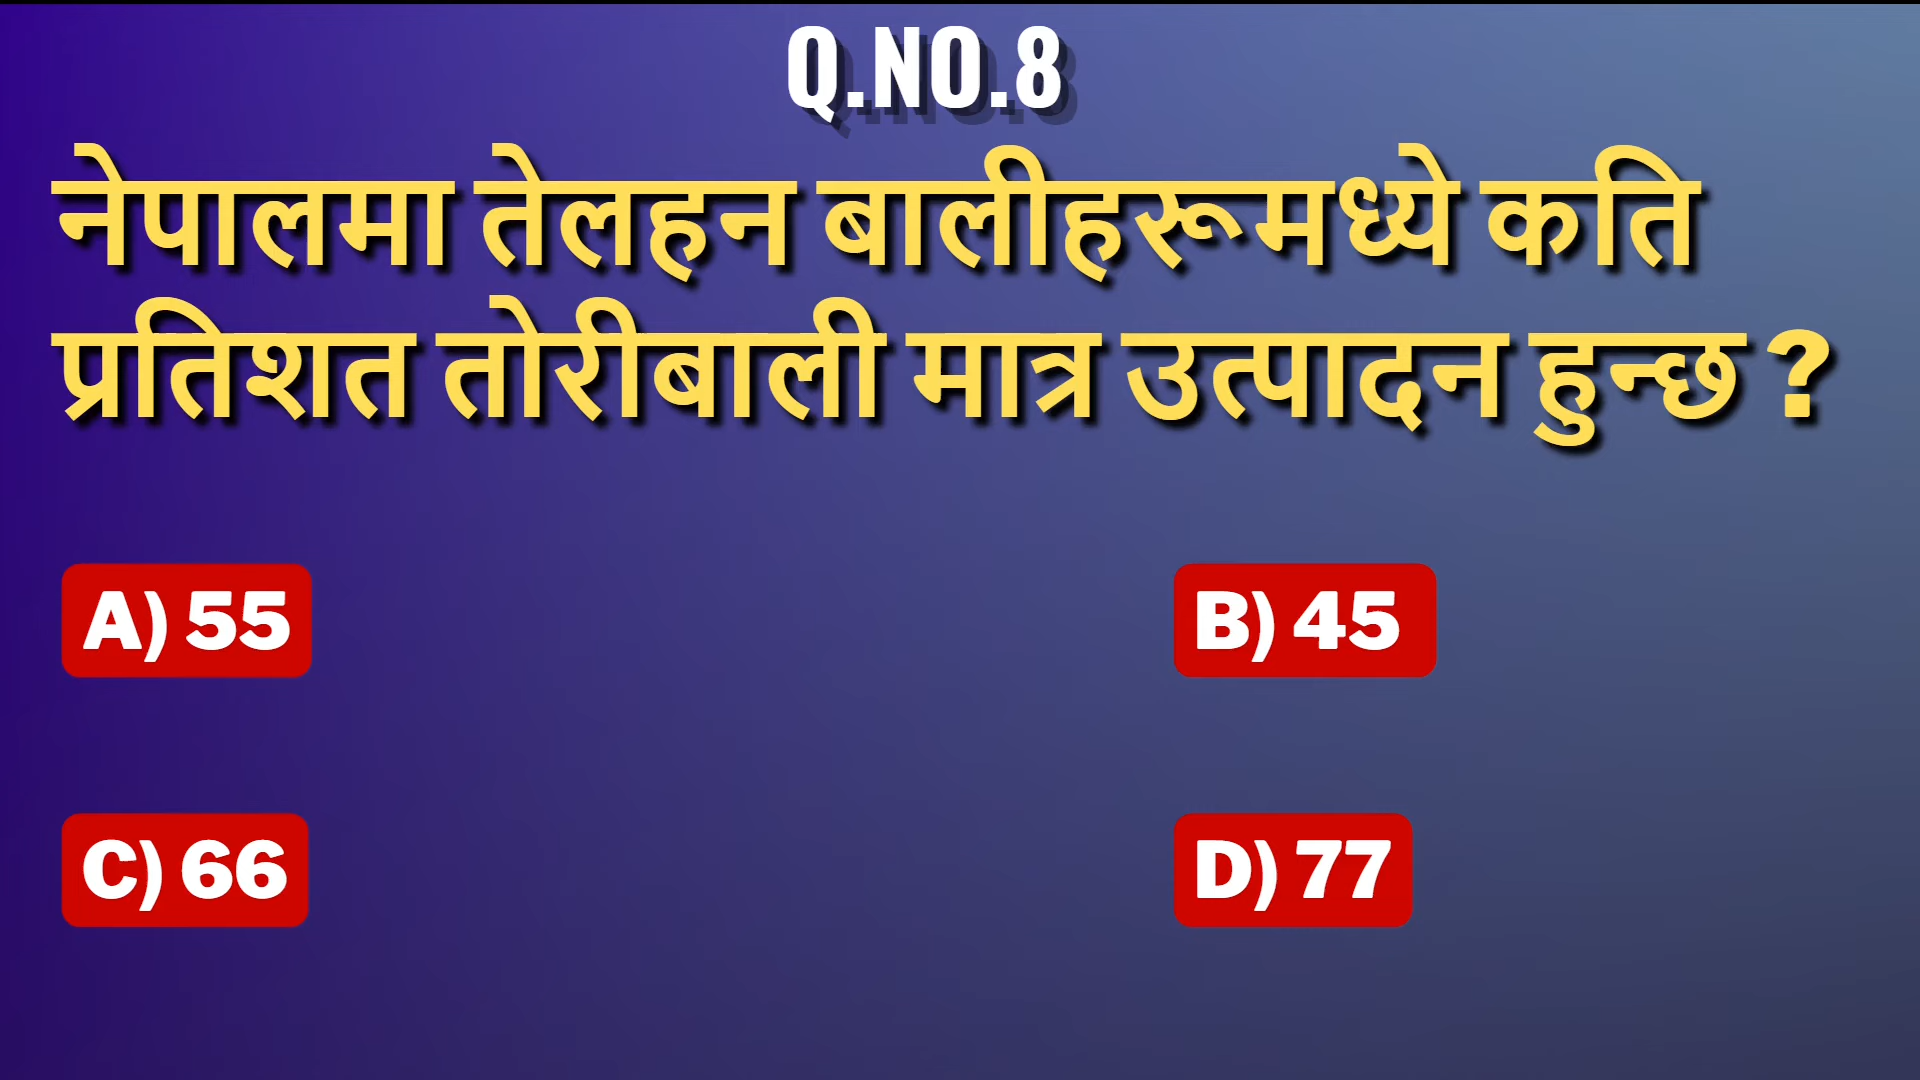 Q.NO.8
नेपालमा तेलहन बालीहरूमध्ये कति
प्रतिशत तोरीबाली मात्र उत्पादन हुन्छ ?
A) 55
B) 45
C) 66
D) 77